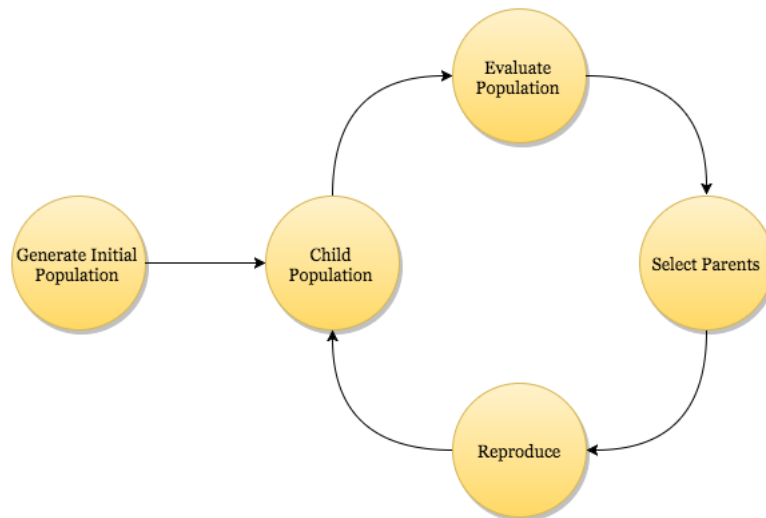 Evaluate
Population
Generate Initial
Population
Child
Population
Select Parents
Reproduce